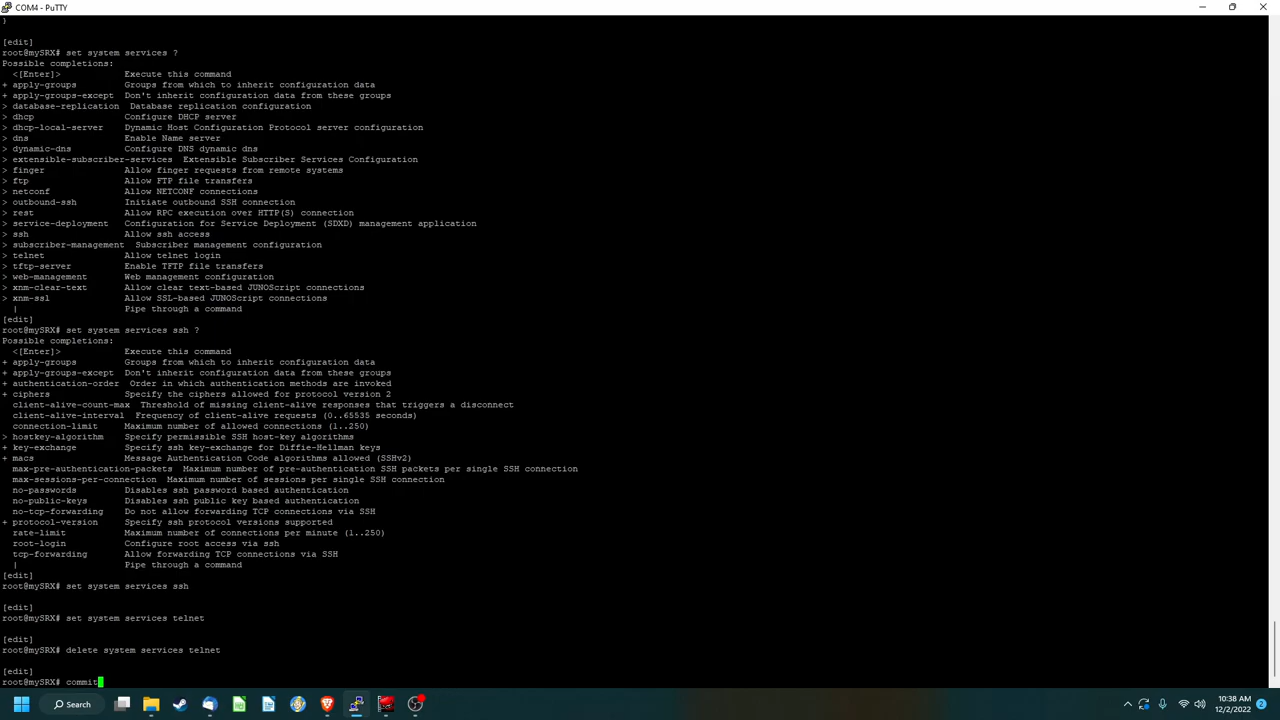 COM4 - PuTTY
}
[edit]
root@mySRX# set system services ?
Possible completions:
<[Enter]> Execute this command
+ apply-groups Groups from which to inherit configuration data
+ apply-groups-except Don't inherit configuration data from these groups
> database-replication Database replication configuration
> dhcp Configure DHCP server
> dhcp-local-server Dynamic Host Configuration Protocol server configuration
> dns Enable Name server
> dynamic-dns Configure DNS dynamic dns
> extensible-subscriber-services Extensible Subscriber Services Configuration
> finger Allow finger requests from remote systems
> ftp Allow FTP file transfers
> netconf Allow NETCONF connections
> outbound-ssh Initiate outbound SSH connection
> rest Allow RPC execution over HTTP(S) connection
> service-deployment Configuration for Service Deployment (SDXD) management application
> ssh Allow ssh access
> subscriber-management Subscriber management configuration
> telnet Allow telnet login
> tftp-server Enable TFTP file transfers
> web-management Web management configuration
> xnm-clear-text Allow clear text-based JUNOScript connections
> xnm-ssl Allow SSL-based JUNOScript connections
| Pipe through a command
[edit]
root@mySRX# set system services ssh ?
Possible completions:
<[Enter]> Execute this command
+ apply-groups Groups from which to inherit configuration data
+ apply-groups-except Don't inherit configuration data from these groups
+ authentication-order Order in which authentication methods are invoked
+ ciphers Specify the ciphers allowed for protocol version 2
client-alive-count-max Threshold of missing client-alive responses that triggers a disconnect
client-alive-interval Frequency of client-alive requests (0..65535 seconds)
connection-limit Maximum number of allowed connections (1..250)
> hostkey-algorithm Specify permissible SSH host-key algorithms
+ key-exchange Specify ssh key-exchange for Diffie-Hellman keys
+ macs Message Authentication Code algorithms allowed (SSHv2)
max-pre-authentication-packets Maximum number of pre-authentication SSH packets per single SSH connection
max-sessions-per-connection Maximum number of sessions per single SSH connection
no-passwords Disables ssh password based authentication
no-public-keys Disables ssh public key based authentication
no-tcp-forwarding Do not allow forwarding TCP connections via SSH
+ protocol-version Specify ssh protocol versions supported
rate-limit Maximum number of connections per minute (1..250)
root-login Configure root access via ssh
tcp-forwarding Allow forwarding TCP connections via SSH
| Pipe through a command
[edit]
root@mySRX# set system services ssh
[edit]
root@mySRX# set system services telnet
[edit]
root@mySRX# delete system services telnet
[edit]
root@mySRX# commit
Search
10:38 AM
12/2/2022
2